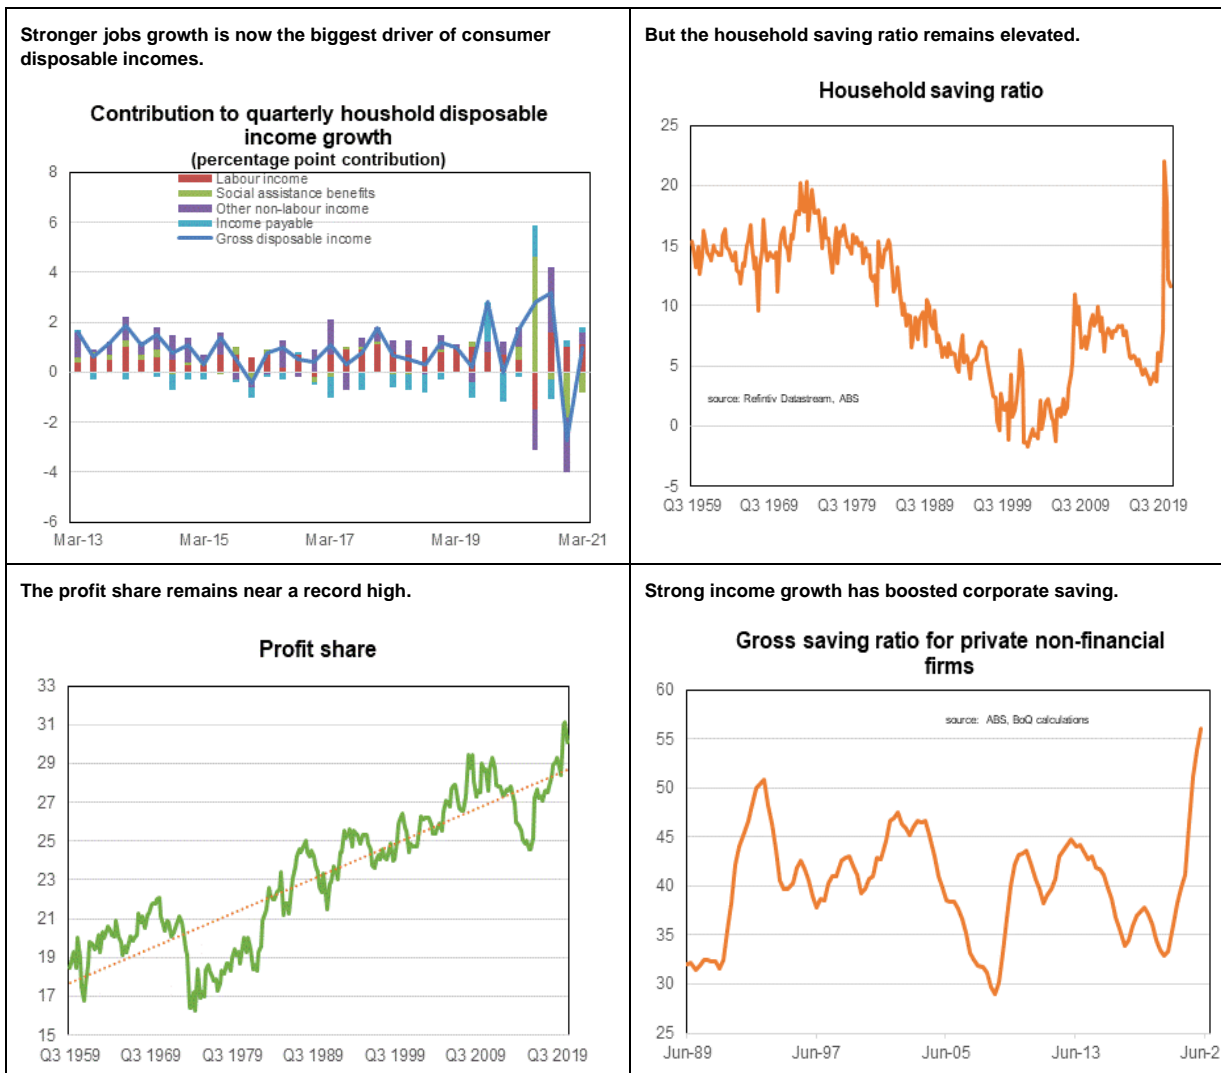 Stronger jobs growth is now the biggest driver of consumer
disposable incomes.
Contribution to quarterly houshold disposable
income growth
(percentage point contribution)
Labour income
Social assistance benefits
Other non-labour income
Income payable
Gross disposable income
8
6
4
2
0
-2
-4
-6
Mar-13 Mar-15 Mar-17 Mar-19 Mar-21
But the household saving ratio remains elevated.
Household saving ratio
25
20
15
10
5
0
-5
source: Refintiv Datastream, ABS
Q3 1959 Q3 1969 Q3 1979 Q3 1989 Q3 1999 Q3 2009 Q3 2019
The profit share remains near a record high.
Profit share
33
31
29
27
25
23
21
19
17
15
Q3 1959 Q3 1969 Q3 1979 Q3 1989 Q3 1999 Q3 2009 Q3 2019
Strong income growth has boosted corporate saving.
Gross saving ratio for private non-financial
firms
60
55
50
45
40
35
30
25
source: ABS, BoQ calculations
Jun-89 Jun-97 Jun-05 Jun-13 Jun-2